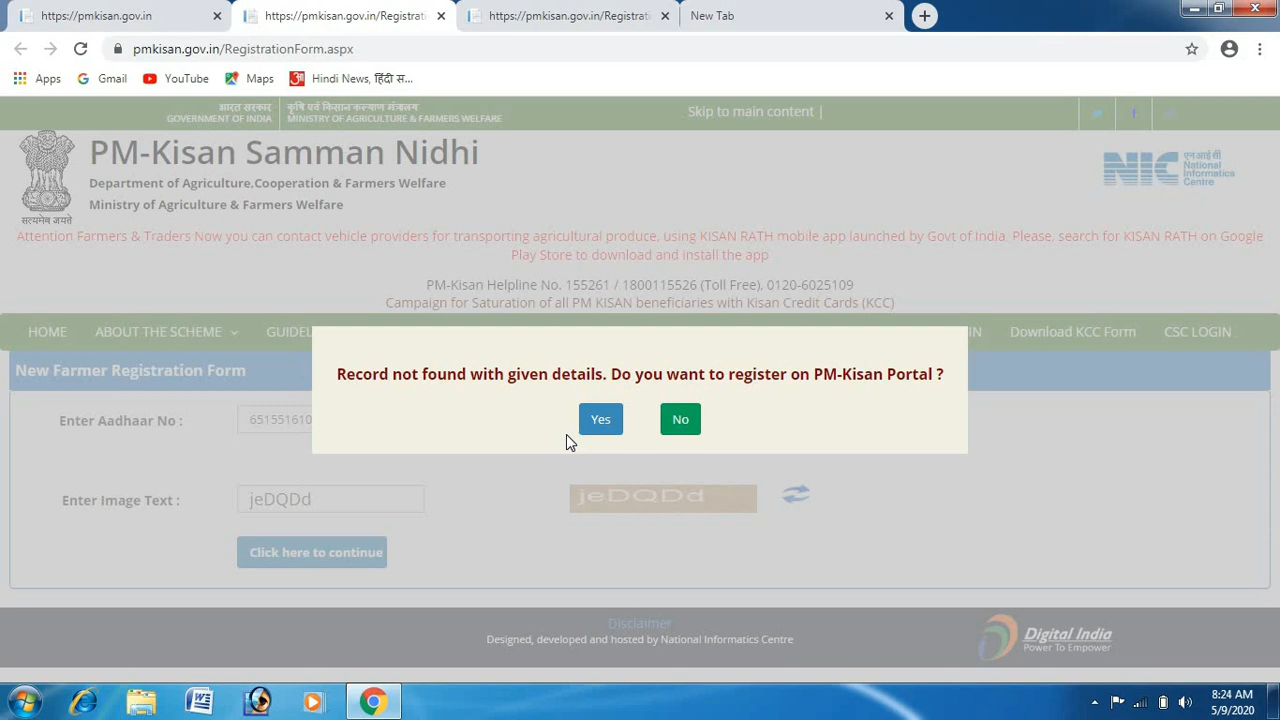 https://pmkisan.gov.in
https://pmkisan.gov.in/Registrat
https://pmkisan.gov.in/Registrat
New Tab
pmkisan.gov.in/RegistrationForm.aspx
Apps
Gmail
YouTube
Maps
Hindi News, हिंदी स...
भारत सरकार
GOVERNMENT OF INDIA
कृषि एवं किसान कल्याण मंत्रालय
MINISTRY OF AGRICULTURE & FARMERS WELFARE
Skip to main content |
PM-Kisan Samman Nidhi
Department of Agriculture,Cooperation & Farmers Welfare
Ministry of Agriculture & Farmers Welfare
सत्यमेव जयते
NIC
एन आई सी
National
Informatics
Centre
Attention Farmers & Traders Now you can contact vehicle providers for transporting agricultural produce, using KISAN RATH mobile app launched by Govt of India. Please, search for KISAN RATH on Google
Play Store to download and install the app
PM-Kisan Helpline No. 155261 / 1800115526 (Toll Free), 0120-6025109
Campaign for Saturation of all PM KISAN beneficiaries with Kisan Credit Cards (KCC)
HOME
ABOUT THE SCHEME
GUIDEL
IN
Download KCC Form
CSC LOGIN
New Farmer Registration Form
Record not found with given details. Do you want to register on PM-Kisan Portal ?
Yes
No
Enter Aadhaar No :
651551610
Enter Image Text :
jeDQDd
jeDQDd
Click here to continue
Disclaimer
Designed, developed and hosted by National Informatics Centre
Digital India
Power To Empower
8:24 AM
5/9/2020